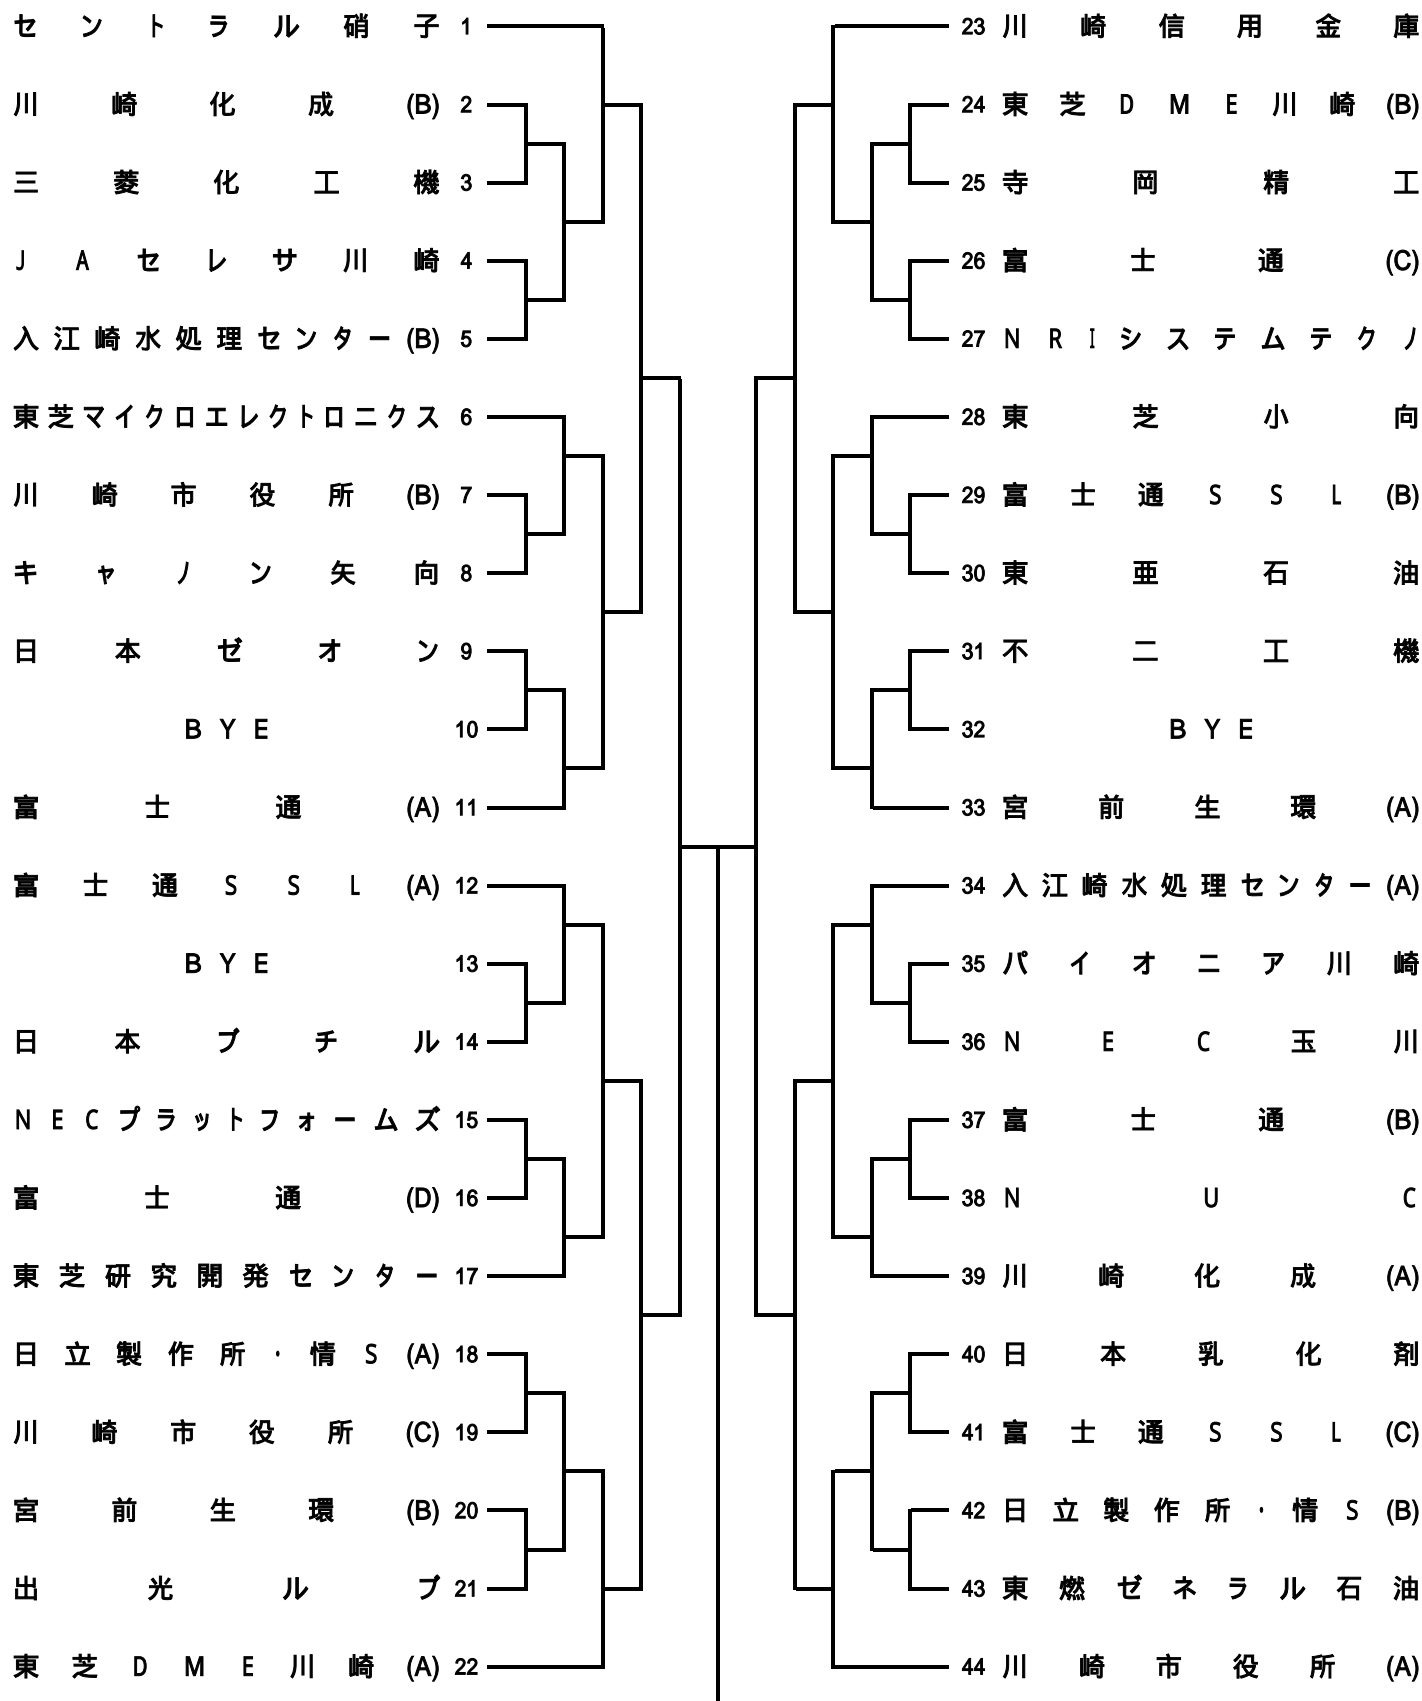 セントラル硝子 1
川崎化成(B) 2
三菱化工機 3
JAセレサ川崎 4
入江崎水処理センター(B) 5
東芝マイクロエレクトロニクス 6
川崎市役所(B) 7
キャノン矢向 8
日本ゼオン 9
BYE 10
富士通(A) 11
富士通SSL(A) 12
BYE 13
日本ブチル 14
NECプラットフォームズ 15
富士通(D) 16
東芝研究開発センター 17
日立製作所・情S(A) 18
川崎市役所(C) 19
宮前生環(B) 20
出光ルブ 21
東芝DME川崎(A) 22
23 川崎信用金庫
24 東芝DME川崎(B)
25 寺岡精工
26 富士通(C)
27 NRIシステムテクノ
28 東芝小向
29 富士通SSL(B)
30 東亜石油
31 不二工機
32 BYE
33 宮前生環(A)
34 入江崎水処理センター(A)
35 パイオニア川崎
36 NEC玉川
37 富士通(B)
38 NUC
39 川崎化成(A)
40 日本乳化剤
41 富士通SSL(C)
42 日立製作所・情S(B)
43 東燃ゼネラル石油
44 川崎市役所(A)